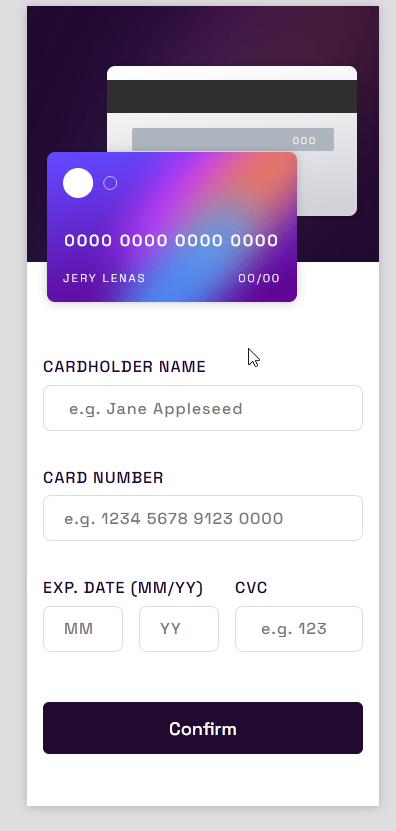 000
0000 0000 0000 0000
JERY LENAS 00/00
CARDHOLDER NAME
e.g. Jane Appleseed
CARD NUMBER
e.g. 1234 5678 9123 0000
EXP. DATE (MM/YY) CVC
MM YY e.g. 123
Confirm